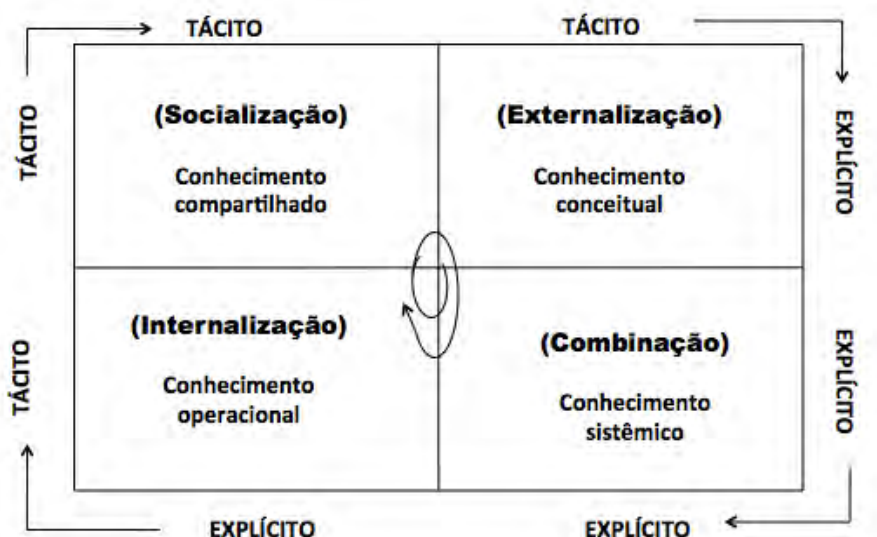 TÁCITO
TÁCITO
TÁCITO
EXPLÍCITO
(Socialização)
Conhecimento
compartilhado
(Externalização)
Conhecimento
conceitual
TÁCITO
EXPLÍCITO
(Internalização)
Conhecimento
operacional
(Combinação)
Conhecimento
sistêmico
EXPLÍCITO
EXPLÍCITO